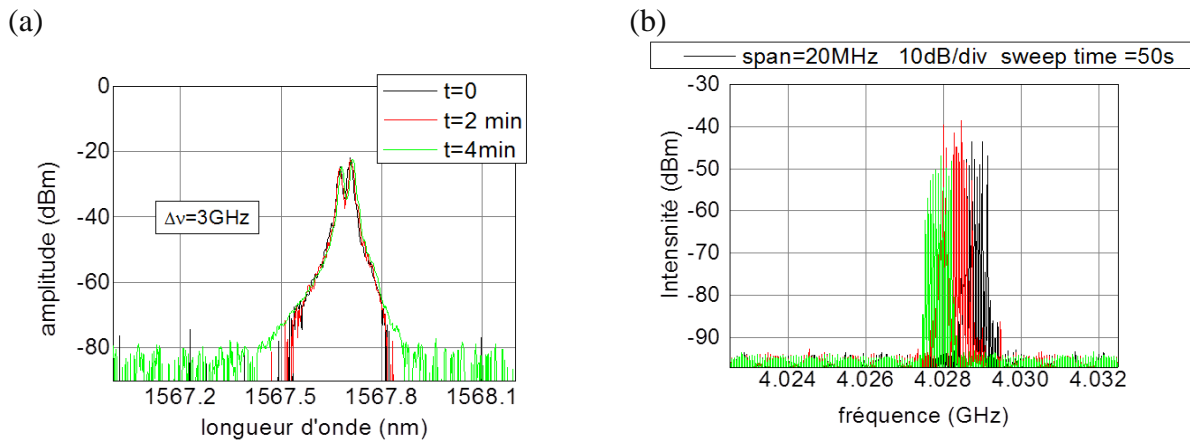 (a)
(b)
t=0
t=2 min
t=4min
Δν=3GHz
amplitude (dBm)
0
-20
-40
-60
-80
1567.2
1567.5
1567.8
1568.1
longueur d'onde (nm)
span=20MHz 10dB/div sweep time =50s
Intensnité (dBm)
-30
-40
-50
-60
-70
-80
-90
4.024
4.026
4.028
4.030
4.032
fréquence (GHz)